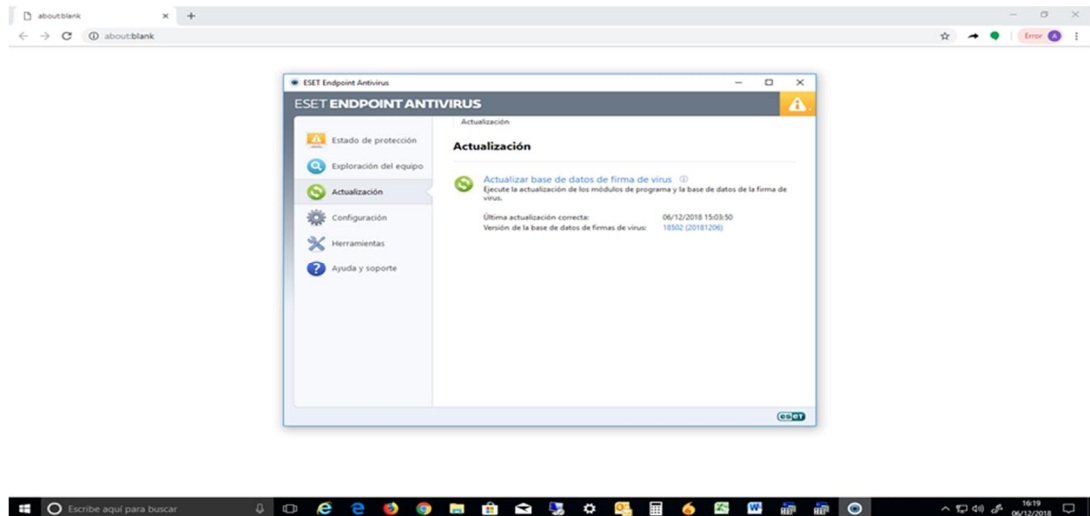 about:blank
about:blank
Error A
ESET Endpoint Antivirus
ESET ENDPOINT ANTIVIRUS
Estado de protección
Exploración del equipo
Actualización
Configuración
Herramientas
Ayuda y soporte
Actualización
Actualización
Actualizar base de datos de firma de virus
Ejecute la actualización de los módulos de programa y la base de datos de la firma de
virus.
Última actualización correcta: 06/12/2018 15:03:50
Versión de la base de datos de firmas de virus: 18502 (20181206)
eset
Escribe aquí para buscar
16:19
06/12/2018